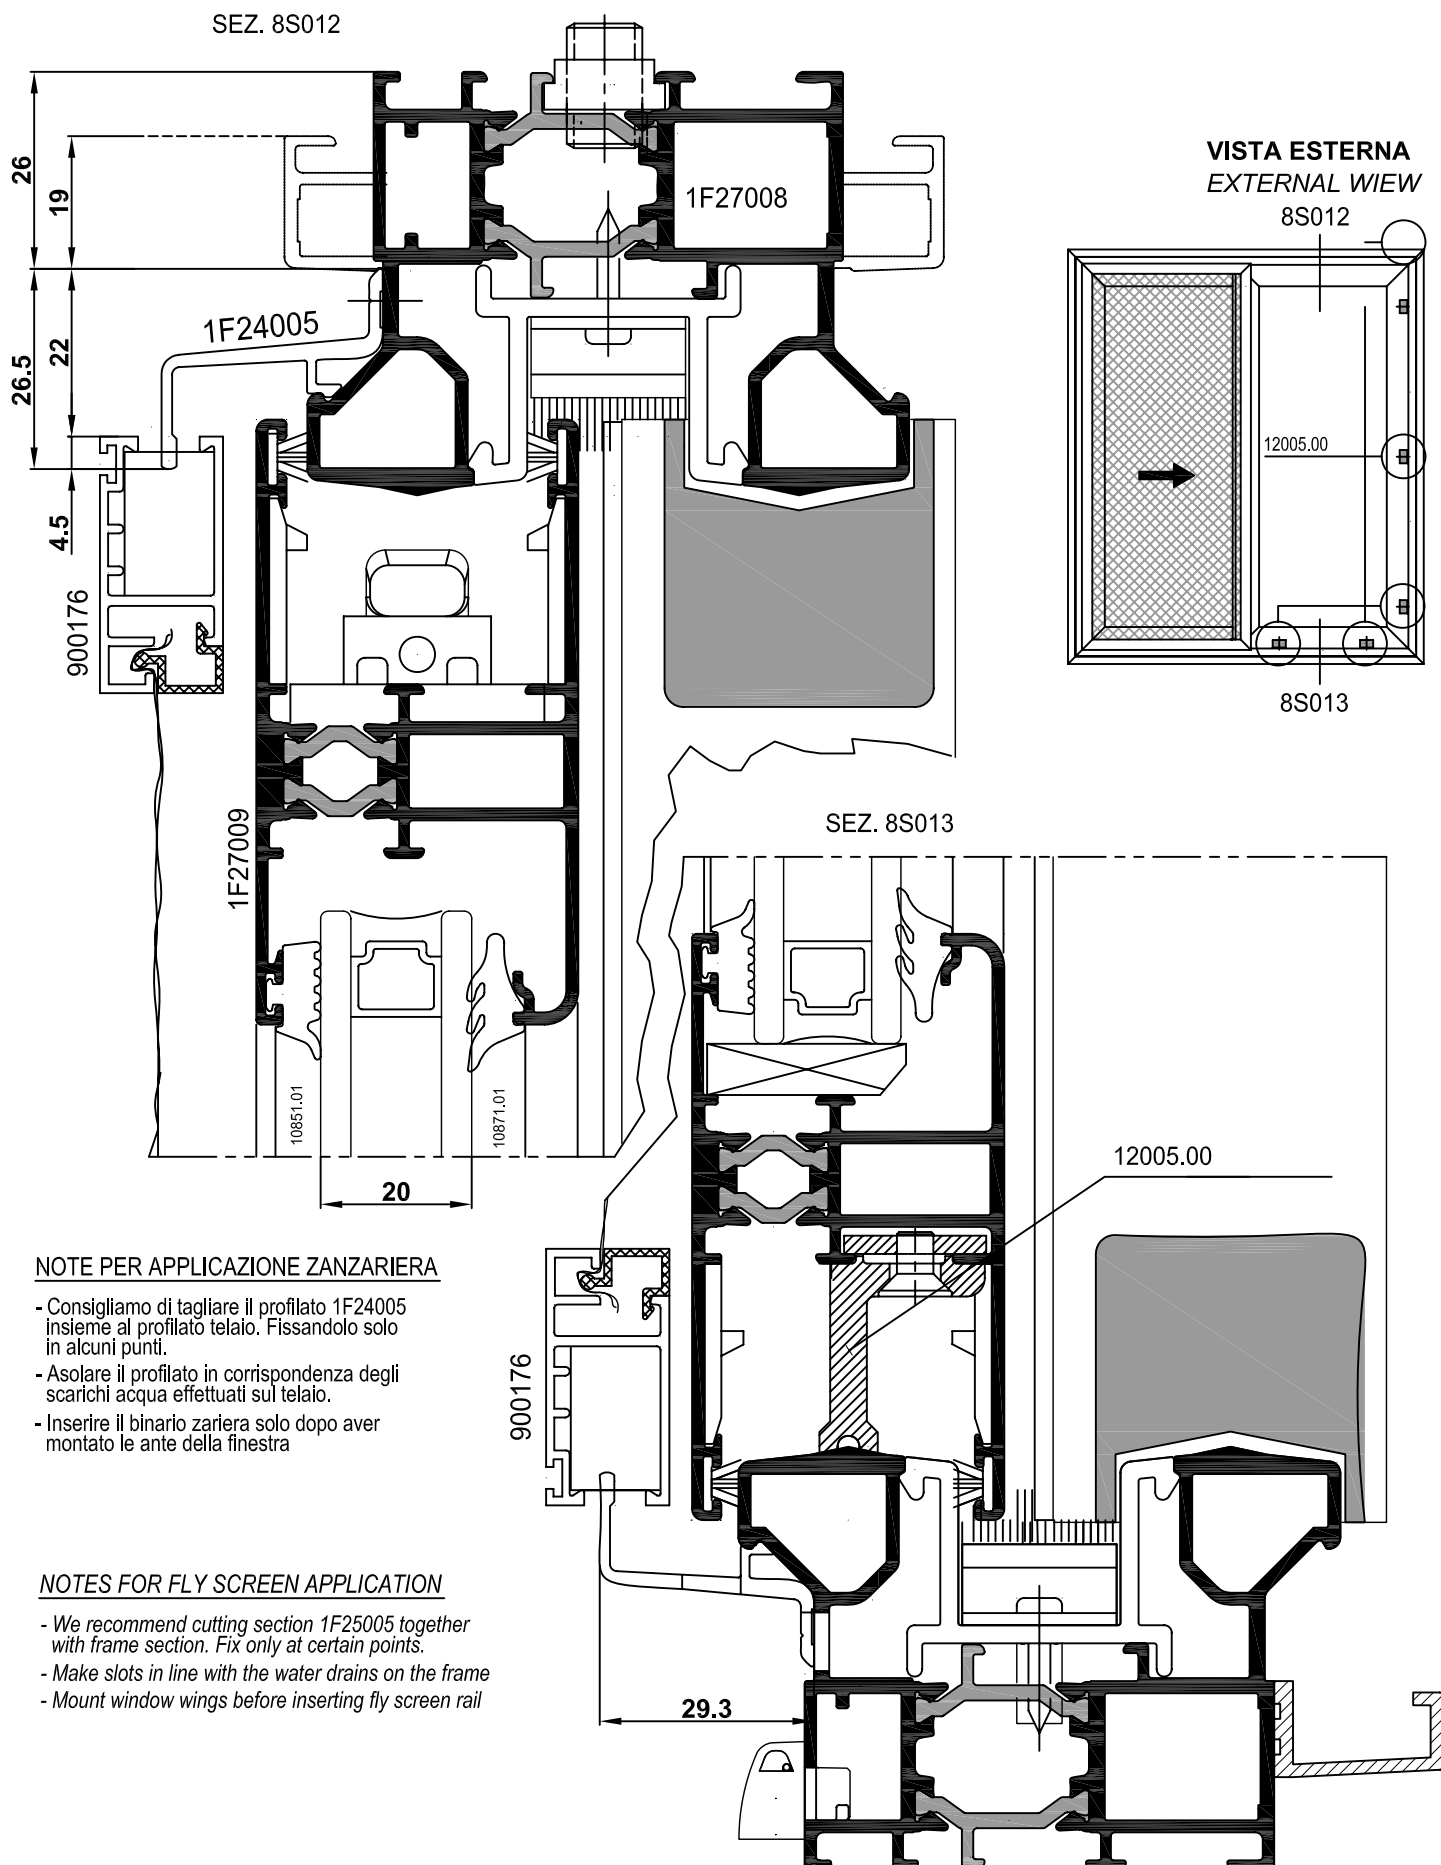 SEZ. 8S012
26
19
1F27008
VISTA ESTERNA
EXTERNAL WIEW
8S012
1F24005
26.5
22
12005.00
4.5
900176
8S013
1F27009
SEZ. 8S013
10851.01
10871.01
20
12005.00
NOTE PER APPLICAZIONE ZANZARIERA
- Consigliamo di tagliare il profilato 1F24005
insieme al profilato telaio. Fissandolo solo
in alcuni punti.
- Asolare il profilato in corrispondenza degli
scarichi acqua effettuati sul telaio.
- Inserire il binario zariera solo dopo aver
montato le ante della finestra
900176
NOTES FOR FLY SCREEN APPLICATION
- We recommend cutting section 1F25005 together
with frame section. Fix only at certain points.
- Make slots in line with the water drains on the frame
- Mount window wings before inserting fly screen rail
29.3